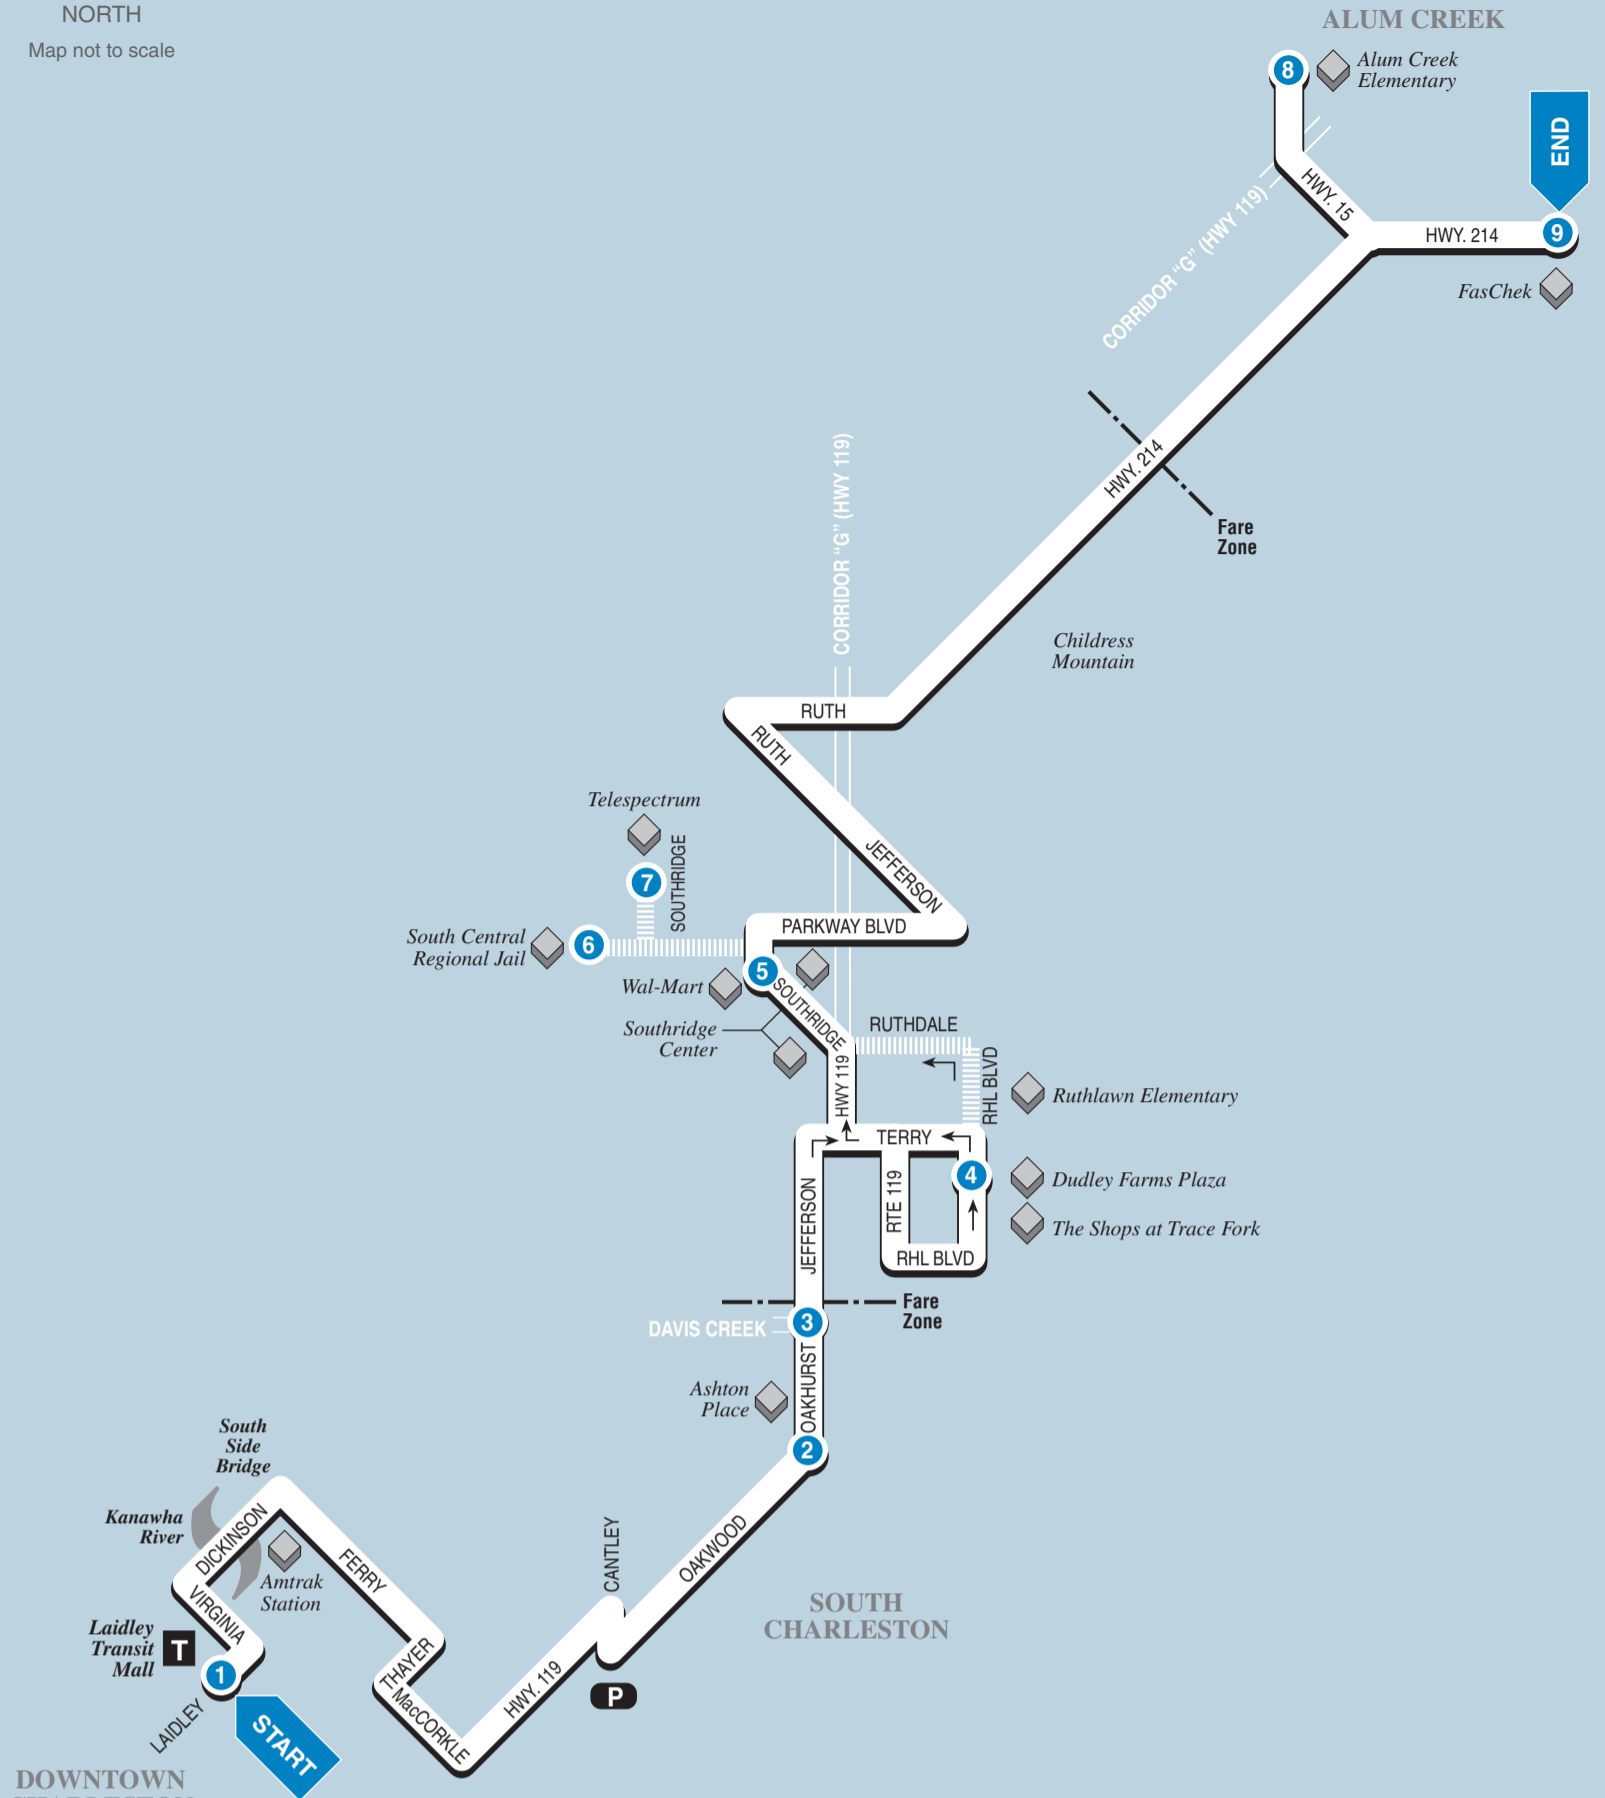 NORTH
Map not to scale
ALUM CREEK
8
Alum Creek
Elementary
END
HWY. 15
CORRIDOR “G” (HWY 119)
HWY. 214
9
FasChek
HWY. 214
Fare
Zone
CORRIDOR “G” (HWY 119)
Childress
Mountain
RUTH
RUTH
Telespectrum
7
SOUTHRIDGE
JEFFERSON
PARKWAY BLVD
South Central
Regional Jail
6
5
Wal-Mart
SOUTHRIDGE
Southridge
Center
RUTHDALE
HWY 119
RHL BLVD
Ruthlawn Elementary
TERRY
4
Dudley Farms Plaza
JEFFERSON
RTE 119
The Shops at Trace Fork
RHL BLVD
Fare
Zone
DAVIS CREEK
3
OAKHURST
Ashton
Place
2
South
Side
Bridge
Kanawha
River
DICKINSON
Amtrak
Station
FERRY
CANTLEY
OAKWOOD
SOUTH
CHARLESTON
VIRGINIA
Laidley
Transit
Mall
T
1
THAYER
HWY. 119
P
MacCORKLE
LAIDLEY
START
DOWNTOWN